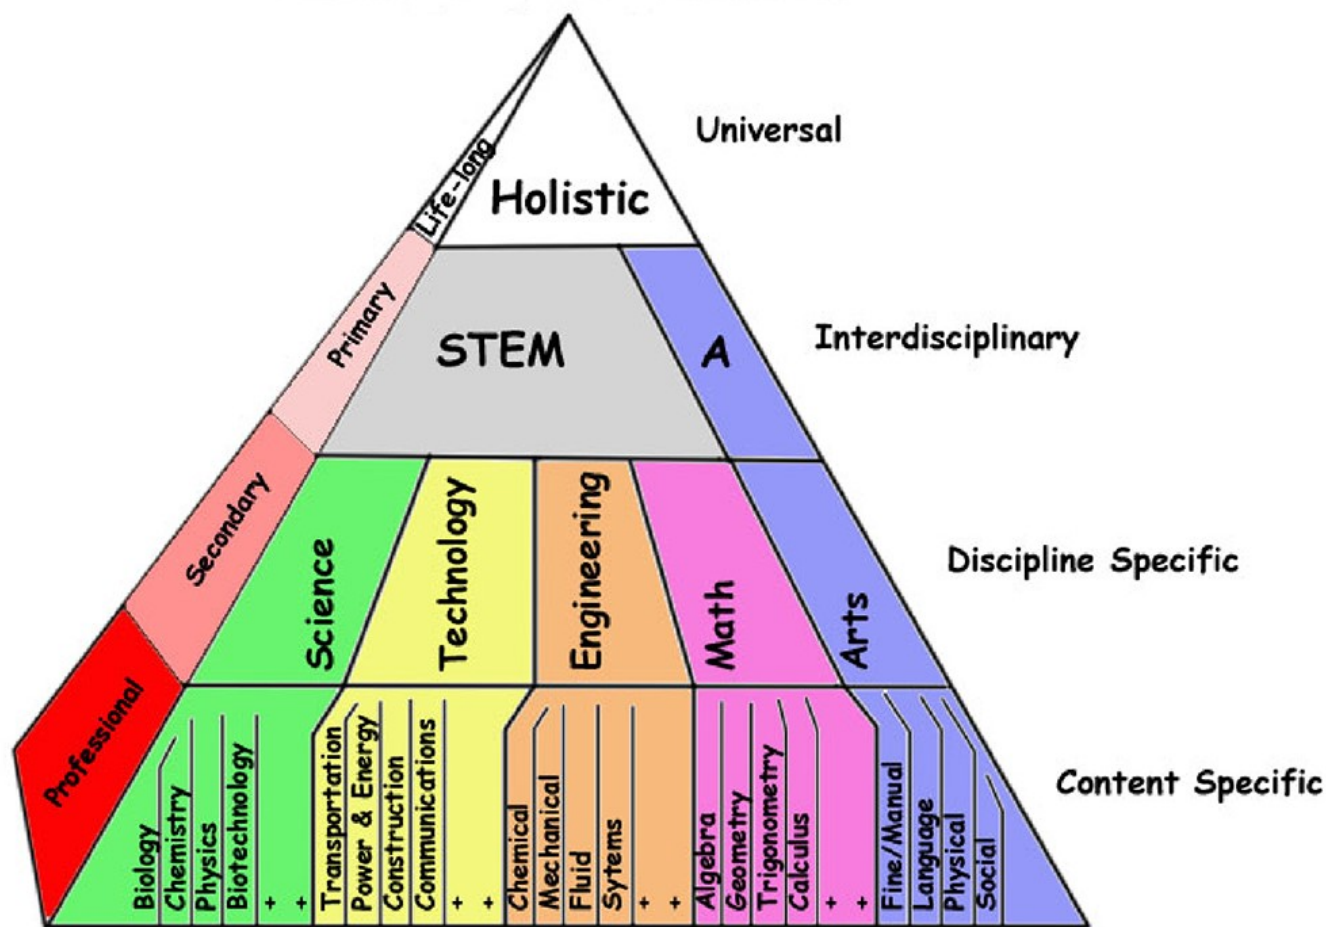 Universal
Life-long
Holistic
Primary
STEM
A
Interdisciplinary
Secondary
Science
Technology
Engineering
Math
Arts
Discipline Specific
Professional
Biology
Chemistry
Physics
Biotechnology
+
+
Transportation
Power & Energy
Construction
Communications
+
+
Chemical
Mechanical
Fluid
Sytems
+
+
Algebra
Geometry
Trigonometry
Calculus
+
+
Fine/Manual
Language
Physical
Social
Content Specific